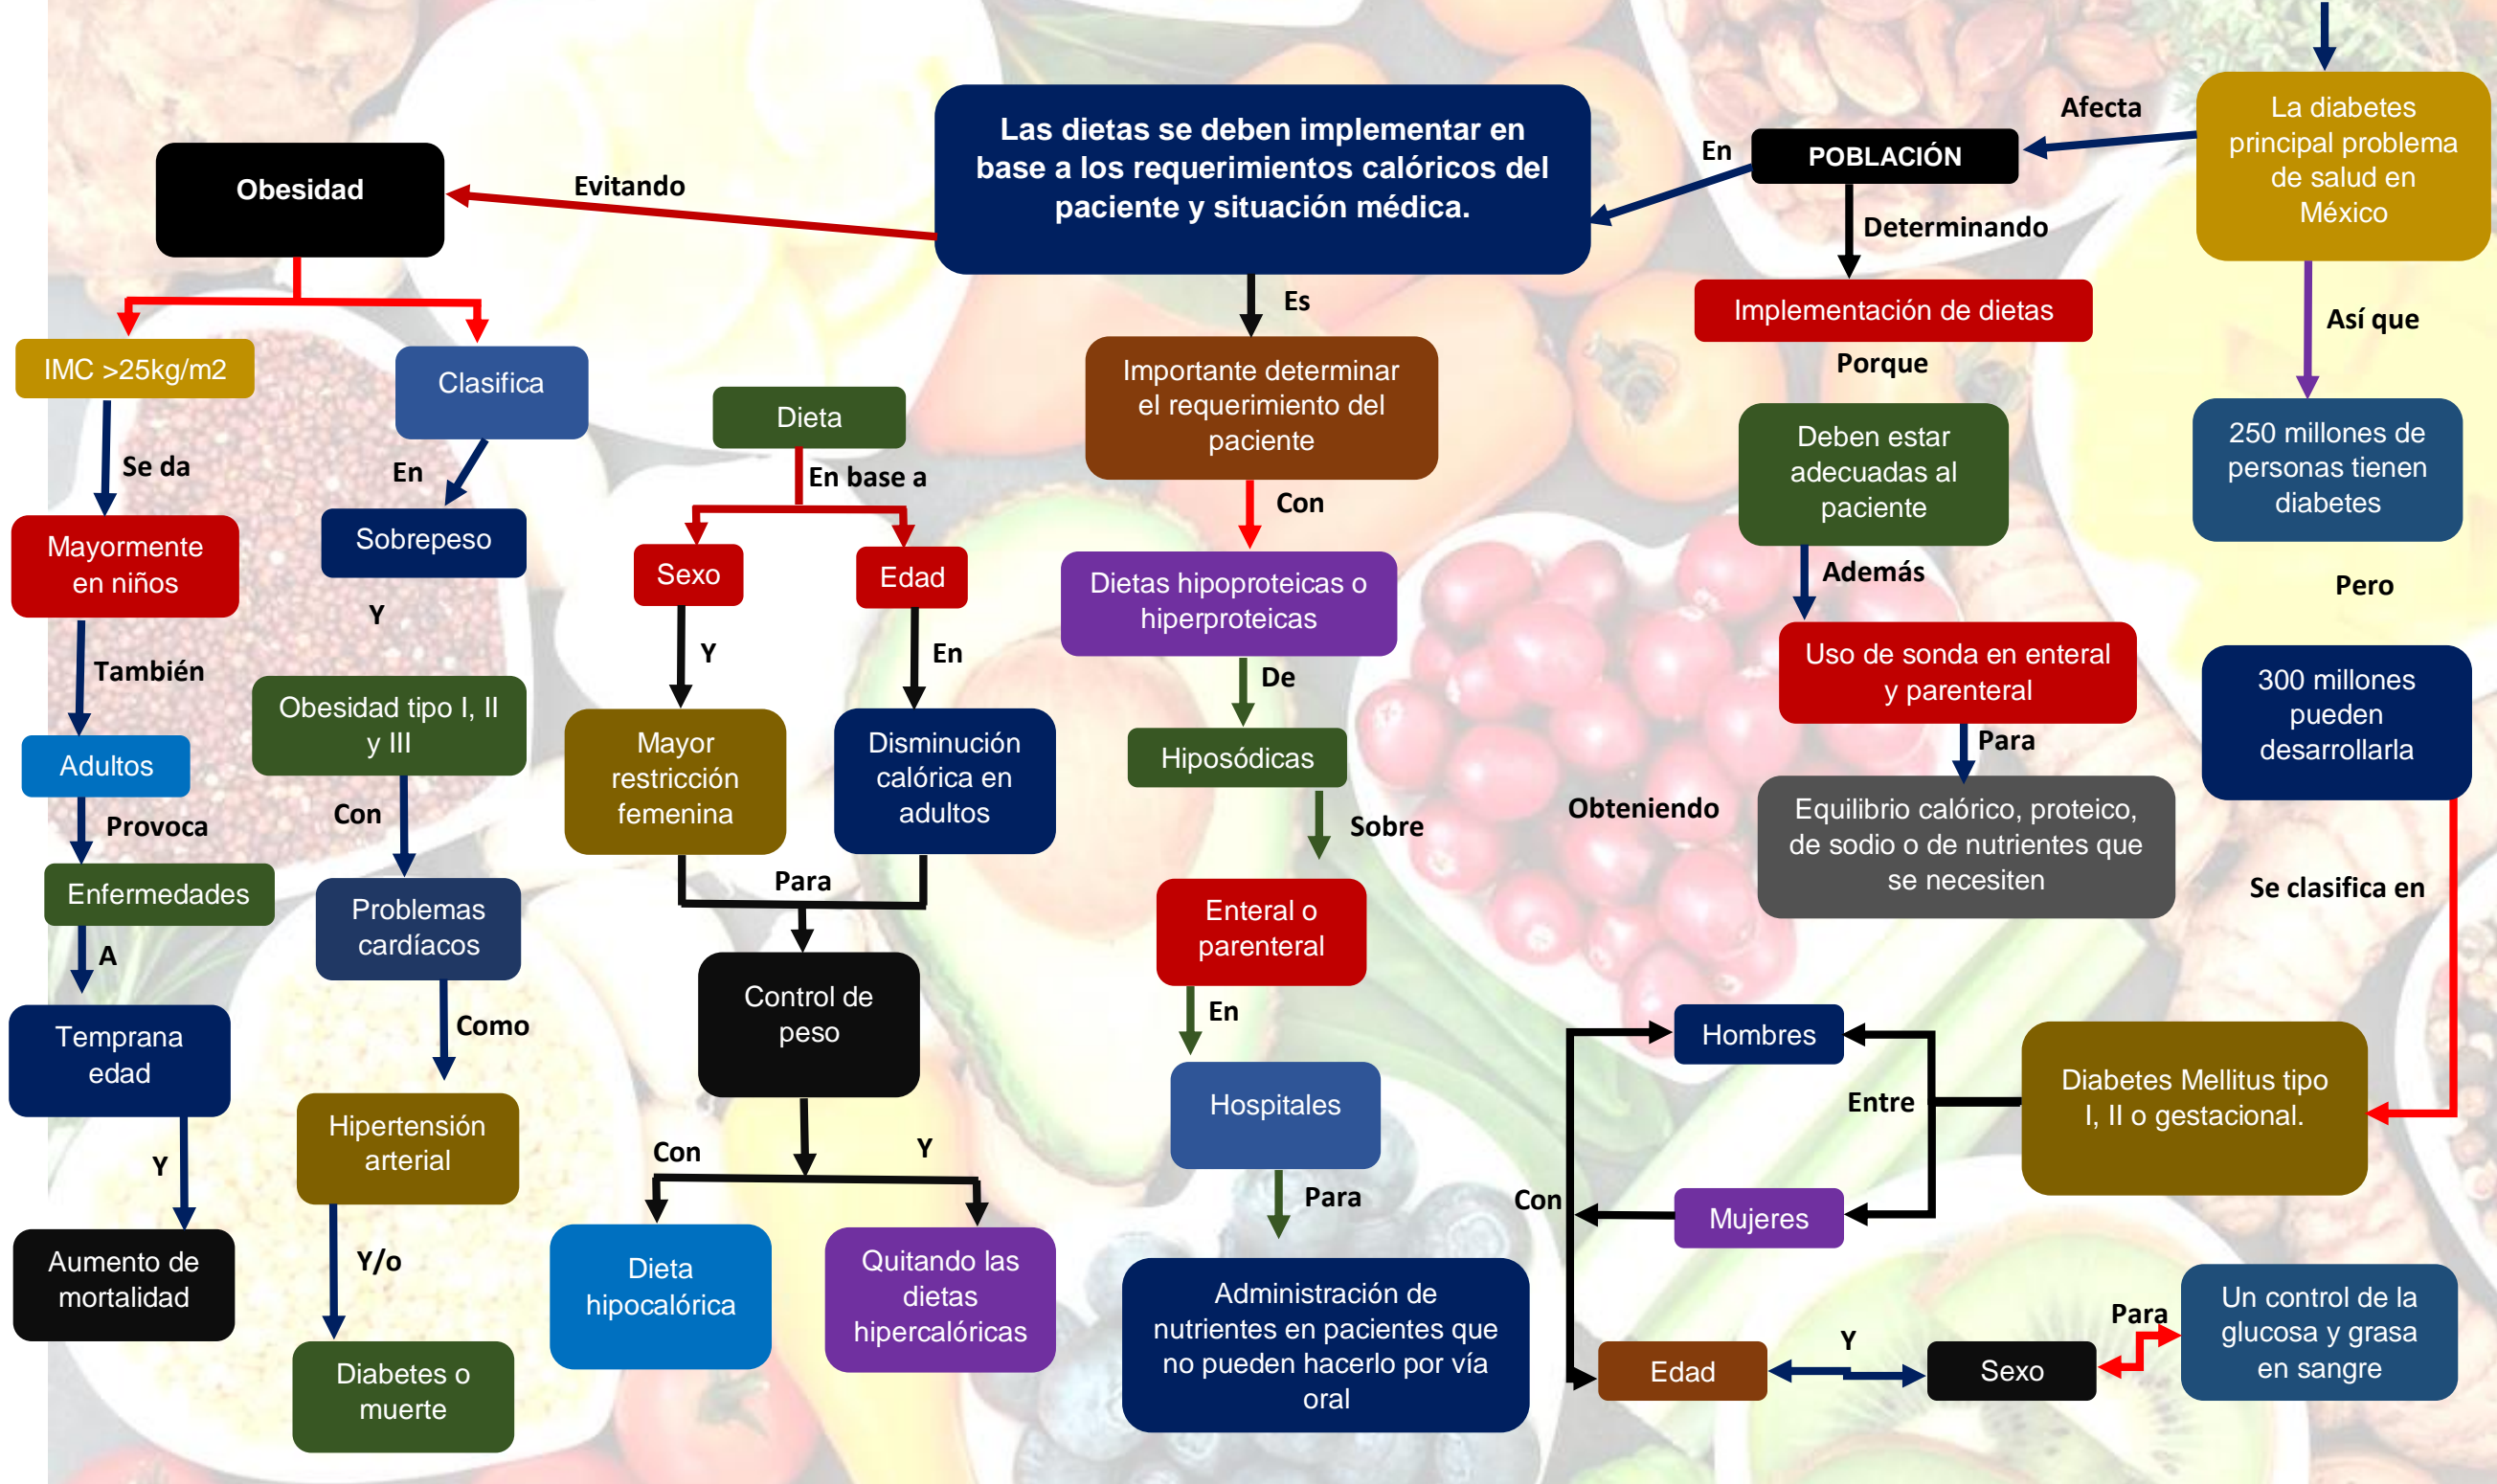 Las dietas se deben implementar en
base a los requerimientos calóricos del
paciente y situación médica.
Evitando
Obesidad
IMC >25kg/m2
Se da
Mayormente
en niños
También
Adultos
Provoca
Enfermedades
A
Temprana
edad
Y
Aumento de
mortalidad
Clasifica
En
Sobrepeso
Y
Obesidad tipo I, II
y III
Con
Problemas
cardíacos
Como
Hipertensión
arterial
Y/o
Diabetes o
muerte
Dieta
En base a
Sexo
Edad
Y
En
Mayor
restricción
femenina
Disminución
calórica en
adultos
Para
Control de
peso
Con
Y
Dieta
hipocalórica
Quitando las
dietas
hipercalóricas
Es
Importante determinar
el requerimiento del
paciente
Con
Dietas hipoproteicas o
hiperproteicas
De
Hiposódicas
Sobre
Enteral o
parenteral
En
Hospitales
Para
Administración de
nutrientes en pacientes que
no pueden hacerlo por vía
oral
En
POBLACIÓN
Afecta
Determinando
Implementación de dietas
Porque
Deben estar
adecuadas al
paciente
Además
Uso de sonda en enteral
y parenteral
Para
Obteniendo
Equilibrio calórico, proteico,
de sodio o de nutrientes que
se necesiten
La diabetes
principal problema
de salud en
México
Así que
250 millones de
personas tienen
diabetes
Pero
300 millones
pueden
desarrollarla
Se clasifica en
Diabetes Mellitus tipo
I, II o gestacional.
Entre
Hombres
Mujeres
Con
Edad
Y
Sexo
Para
Un control de la
glucosa y grasa
en sangre